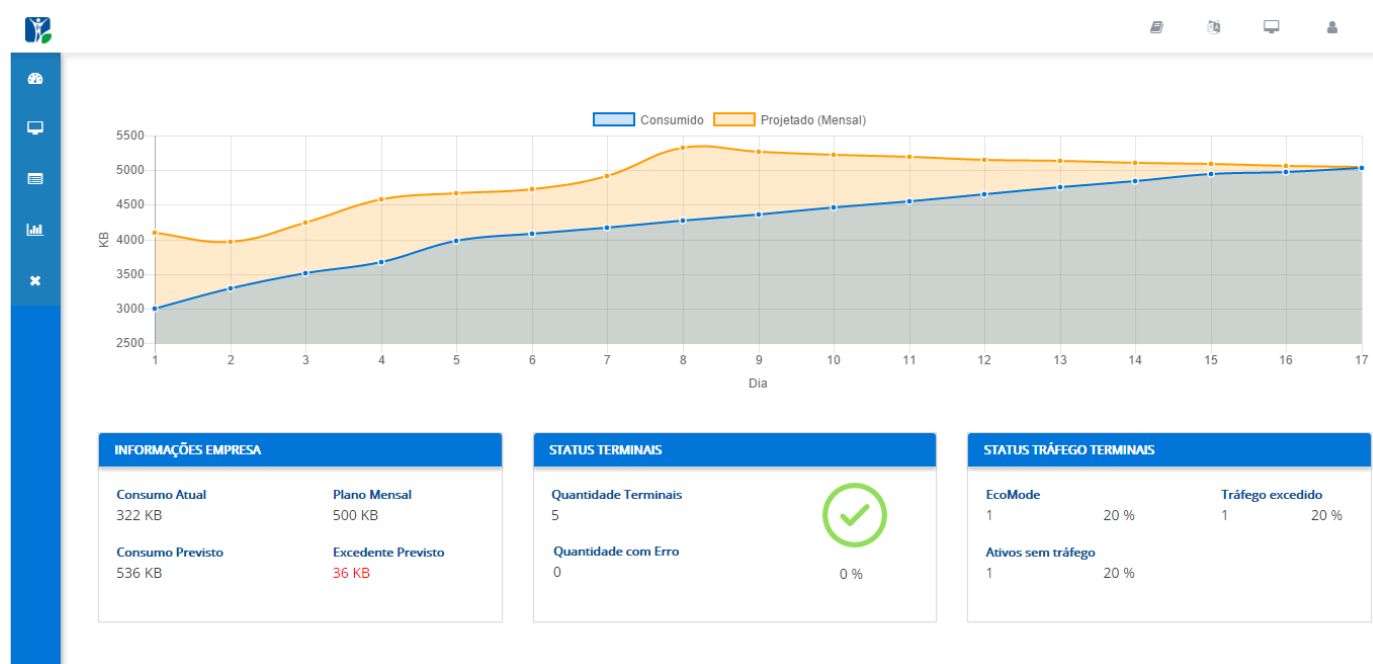 Consumido Projetado (Mensal)
5500
5000
4500
4000
3500
3000
2500
KB
1 2 3 4 5 6 7 8 9 10 11 12 13 14 15 16 17
Dia
INFORMAÇÕES EMPRESA
Consumo Atual Plano Mensal
322 KB 500 KB
Consumo Previsto Excedente Previsto
536 KB 36 KB
STATUS TERMINAIS
Quantidade Terminais
5
Quantidade com Erro
0 0 %
STATUS TRÁFEGO TERMINAIS
EcoMode Tráfego excedido
1 20 % 1 20 %
Ativos sem tráfego
1 20 %